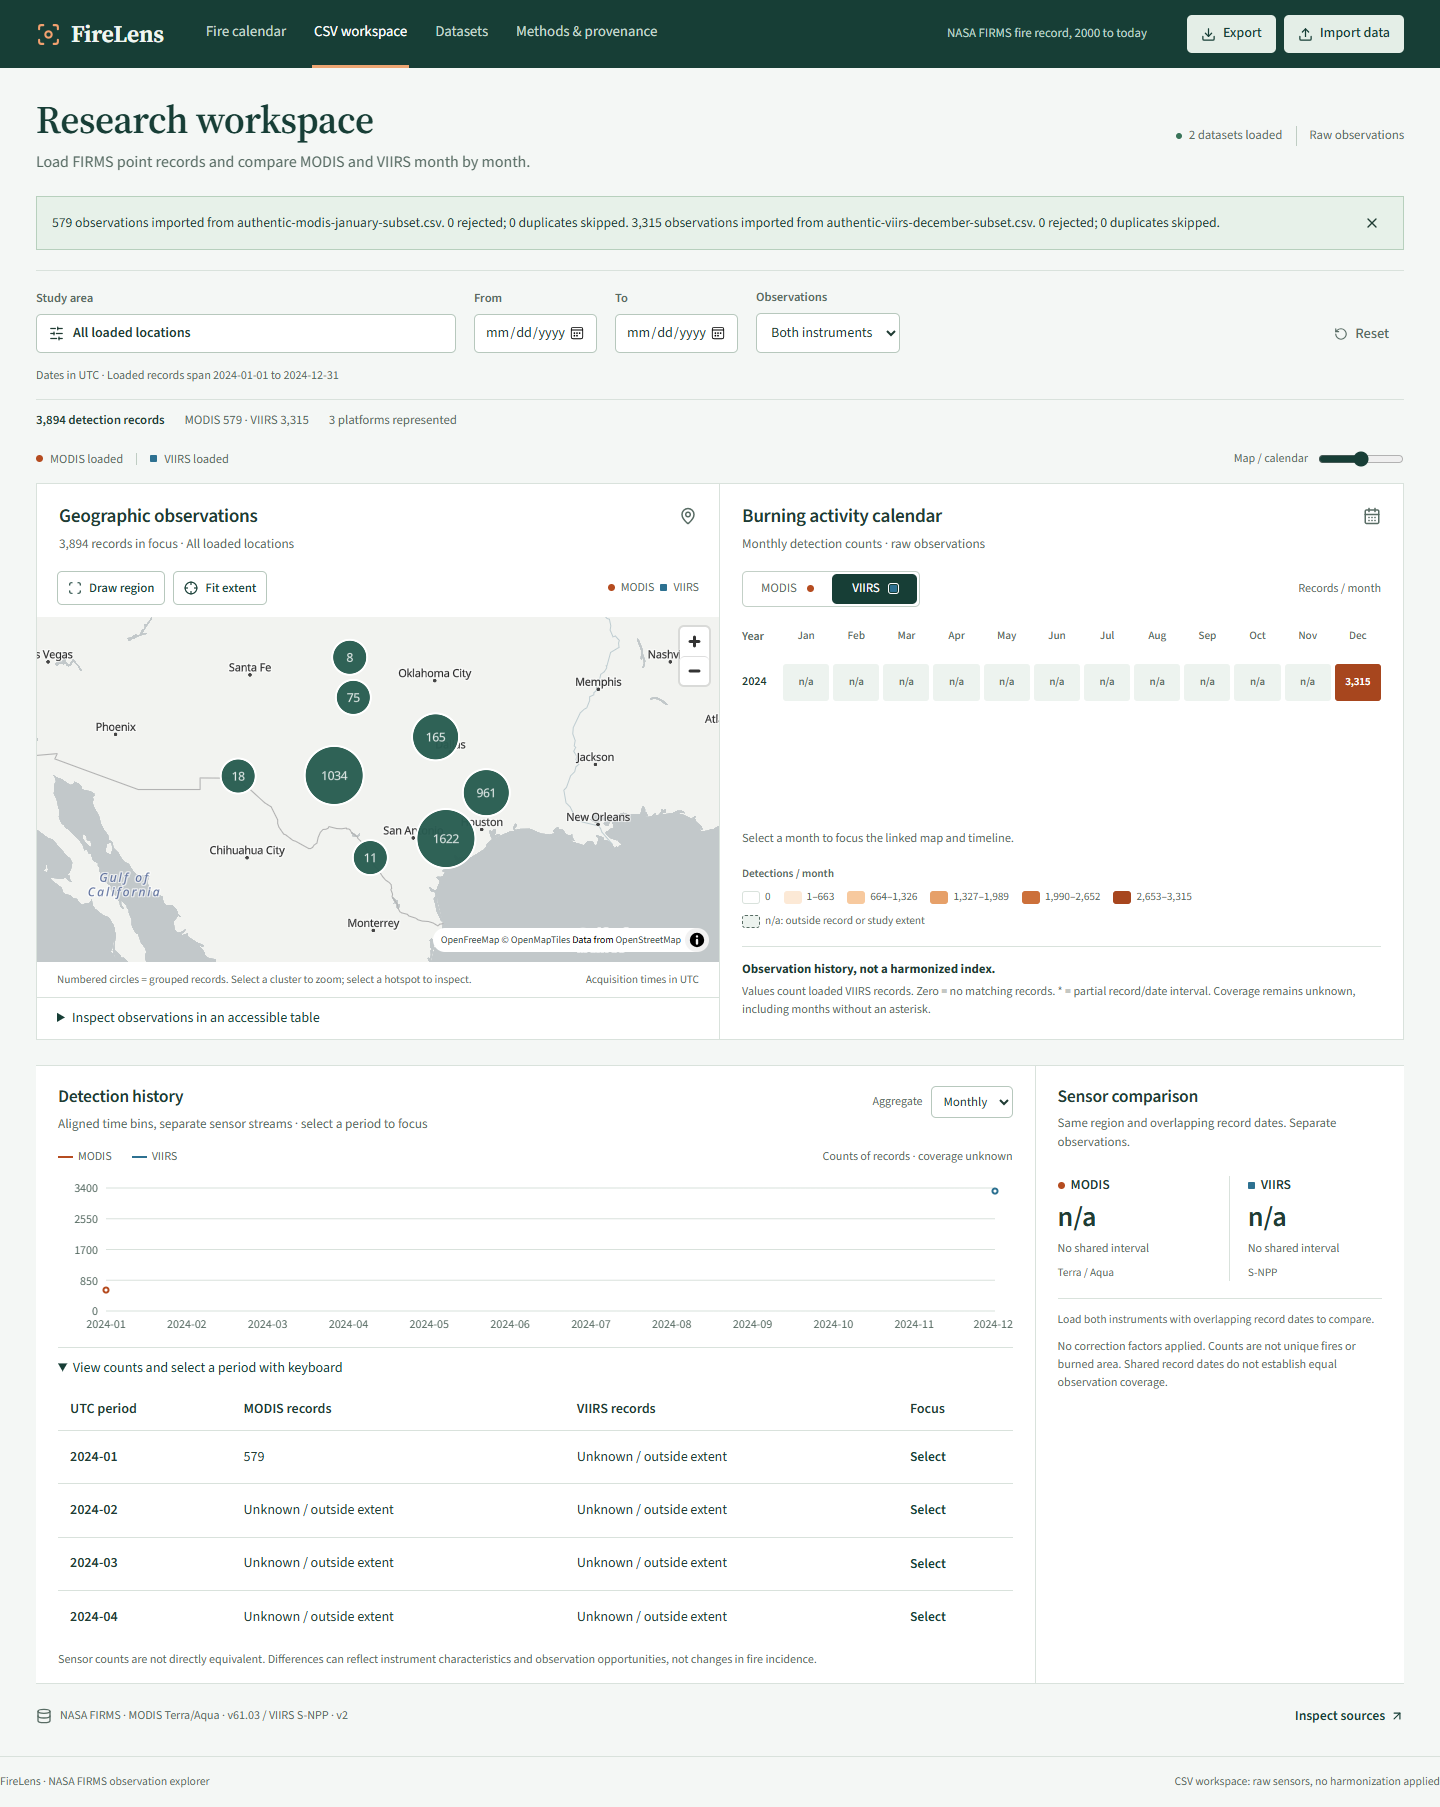 FireLens
Fire calendar
CSV workspace
Datasets
Methods & provenance
NASA FIRMS fire record, 2000 to today
Export
Import data
Research workspace
Load FIRMS point records and compare MODIS and VIIRS month by month.
2 datasets loaded
Raw observations
579 observations imported from authentic-modis-january-subset.csv. 0 rejected; 0 duplicates skipped. 3,315 observations imported from authentic-viirs-december-subset.csv. 0 rejected; 0 duplicates skipped.
Study area
From
To
Observations
All loaded locations
mm/dd/yyyy
mm/dd/yyyy
Both instruments
Reset
Dates in UTC · Loaded records span 2024-01-01 to 2024-12-31
3,894 detection records
MODIS 579 · VIIRS 3,315
3 platforms represented
MODIS loaded
VIIRS loaded
Map / calendar
Geographic observations
3,894 records in focus · All loaded locations
Draw region
Fit extent
MODIS
VIIRS
s Vegas
Santa Fe
8
Oklahoma City
Nashv
Memphis
75
Phoenix
165
us
Atl
Jackson
18
1034
961
New Orleans
San An
ouston
1622
Chihuahua City
11
Gulf of
California
Monterrey
OpenFreeMap © OpenMapTiles Data from OpenStreetMap
Numbered circles = grouped records. Select a cluster to zoom; select a hotspot to inspect.
Acquisition times in UTC
Inspect observations in an accessible table
Burning activity calendar
Monthly detection counts · raw observations
MODIS
VIIRS
Records / month
Year Jan Feb Mar Apr May Jun Jul Aug Sep Oct Nov Dec
2024 n/a n/a n/a n/a n/a n/a n/a n/a n/a n/a n/a 3,315
Select a month to focus the linked map and timeline.
Detections / month
0 1–663 664–1,326 1,327–1,989 1,990–2,652 2,653–3,315
n/a: outside record or study extent
Observation history, not a harmonized index.
Values count loaded VIIRS records. Zero = no matching records. * = partial record/date interval. Coverage remains unknown,
including months without an asterisk.
Detection history
Aligned time bins, separate sensor streams · select a period to focus
Aggregate
Monthly
MODIS
VIIRS
Counts of records · coverage unknown
3400
2550
1700
850
0
2024-01 2024-02 2024-03 2024-04 2024-05 2024-06 2024-07 2024-08 2024-09 2024-10 2024-11 2024-12
View counts and select a period with keyboard
UTC period MODIS records VIIRS records Focus
2024-01 579 Unknown / outside extent Select
2024-02 Unknown / outside extent Unknown / outside extent Select
2024-03 Unknown / outside extent Unknown / outside extent Select
2024-04 Unknown / outside extent Unknown / outside extent Select
Sensor counts are not directly equivalent. Differences can reflect instrument characteristics and observation opportunities, not changes in fire incidence.
Sensor comparison
Same region and overlapping record dates. Separate
observations.
MODIS
n/a
No shared interval
Terra / Aqua
VIIRS
n/a
No shared interval
S-NPP
Load both instruments with overlapping record dates to compare.
No correction factors applied. Counts are not unique fires or
burned area. Shared record dates do not establish equal
observation coverage.
NASA FIRMS · MODIS Terra/Aqua · v61.03 / VIIRS S-NPP · v2
Inspect sources
FireLens · NASA FIRMS observation explorer
CSV workspace: raw sensors, no harmonization applied